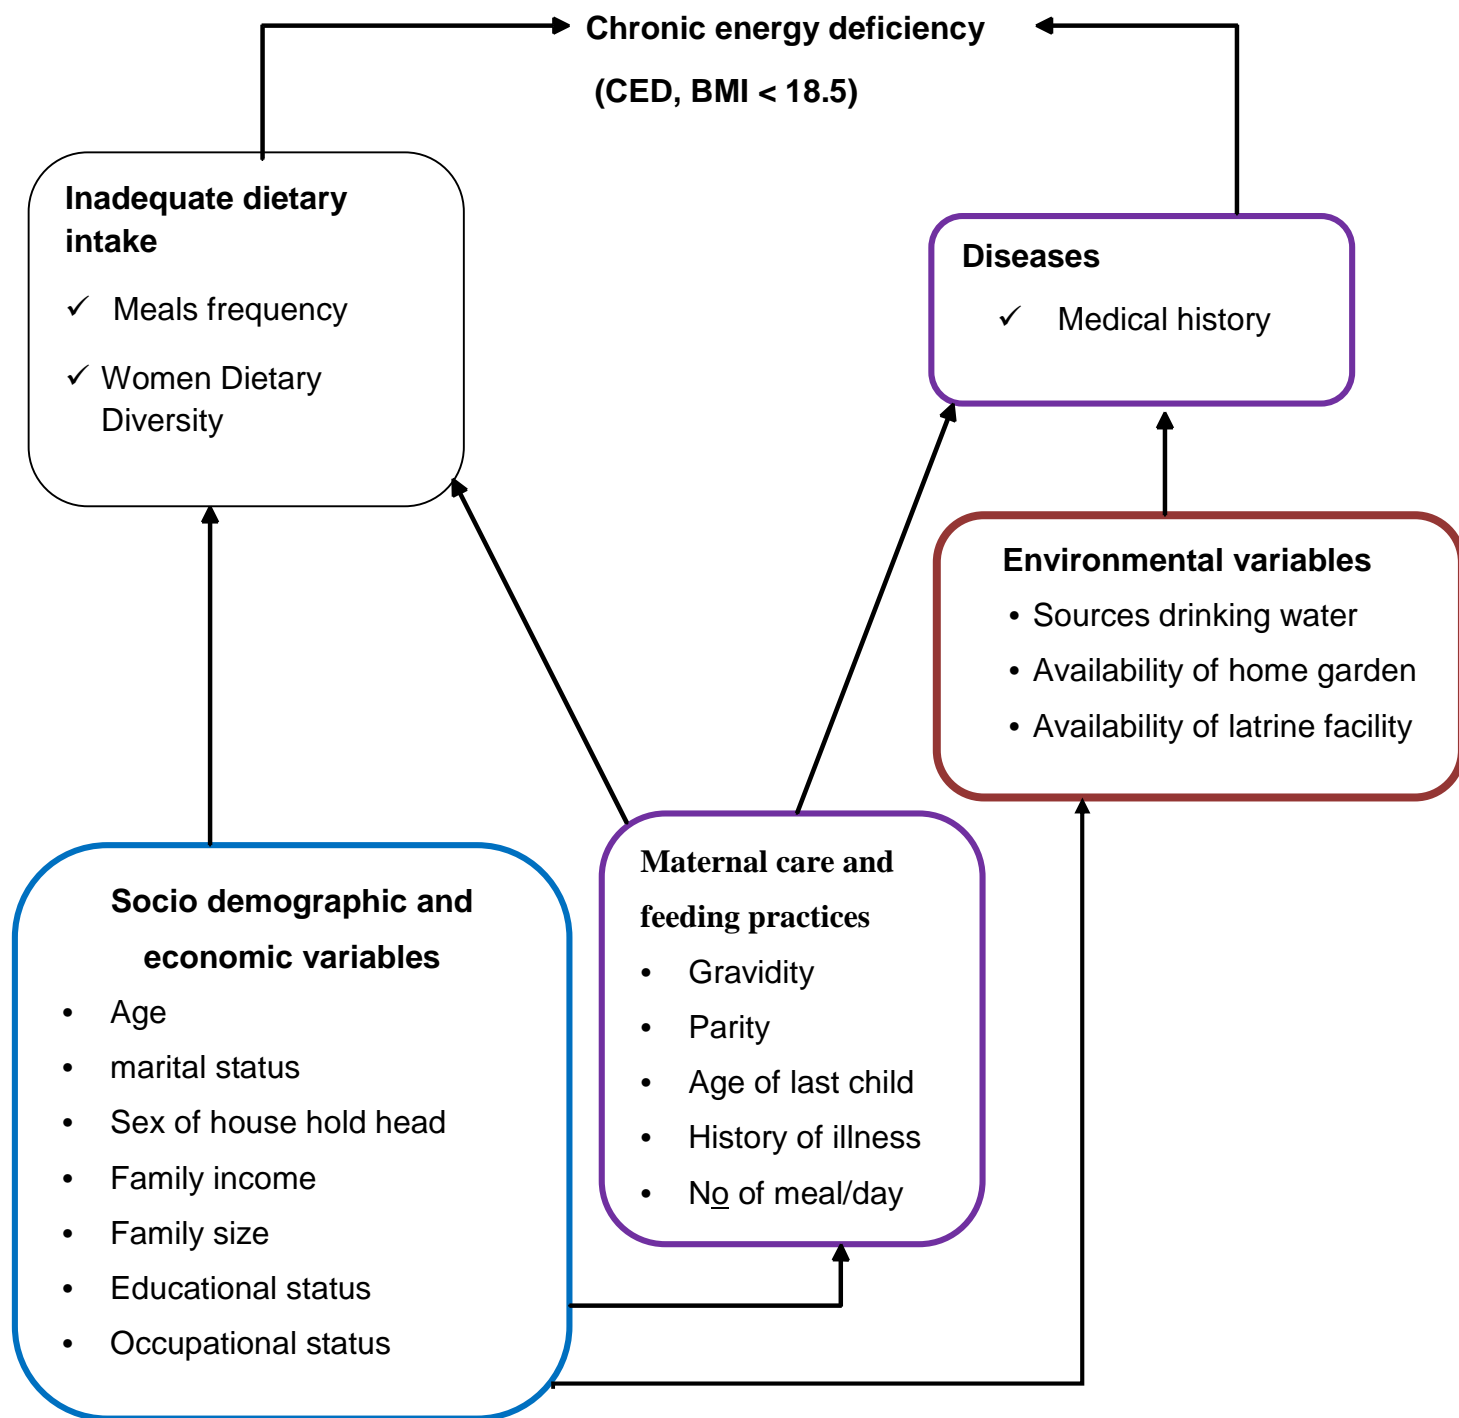 Chronic energy deficiency
(CED, BMI < 18.5)
Inadequate dietary
intake
✓ Meals frequency
✓ Women Dietary
Diversity
Diseases
✓ Medical history
Environmental variables
• Sources drinking water
• Availability of home garden
• Availability of latrine facility
Maternal care and
feeding practices
• Gravidity
• Parity
• Age of last child
• History of illness
• No of meal/day
Socio demographic and
economic variables
• Age
• marital status
• Sex of house hold head
• Family income
• Family size
• Educational status
• Occupational status